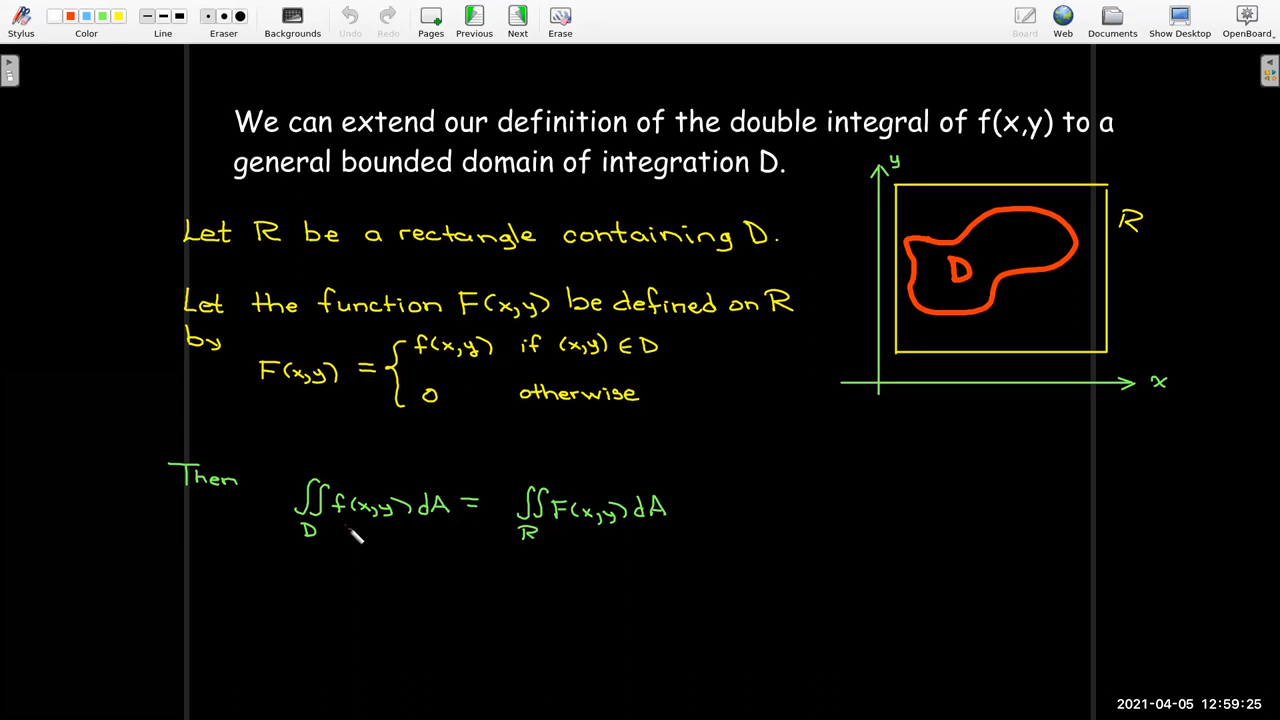 Stylus Color Line Eraser Backgrounds Undo Redo Pages Previous Next Erase Board Web Documents Show Desktop OpenBoard
We can extend our definition of the double integral of f(x,y) to a
general bounded domain of integration D.
y
R
Let R be a rectangle containing D.
D
Let the function F(x,y) be defined on R
by
F(x,y) = { f(x,y) if (x,y) ∈ D
0 otherwise
x
Then
∬ f(x,y) dA = ∬ F(x,y) dA
D R
2021-04-05 12:59:25